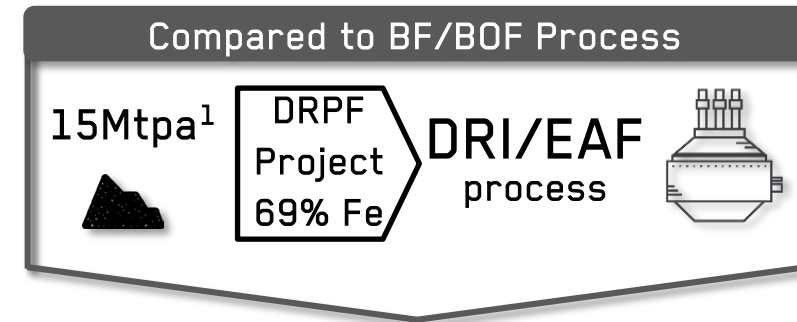 Compared to BF/BOF Process
15Mtpa¹
DRPF
Project
69% Fe
DRI/EAF
process